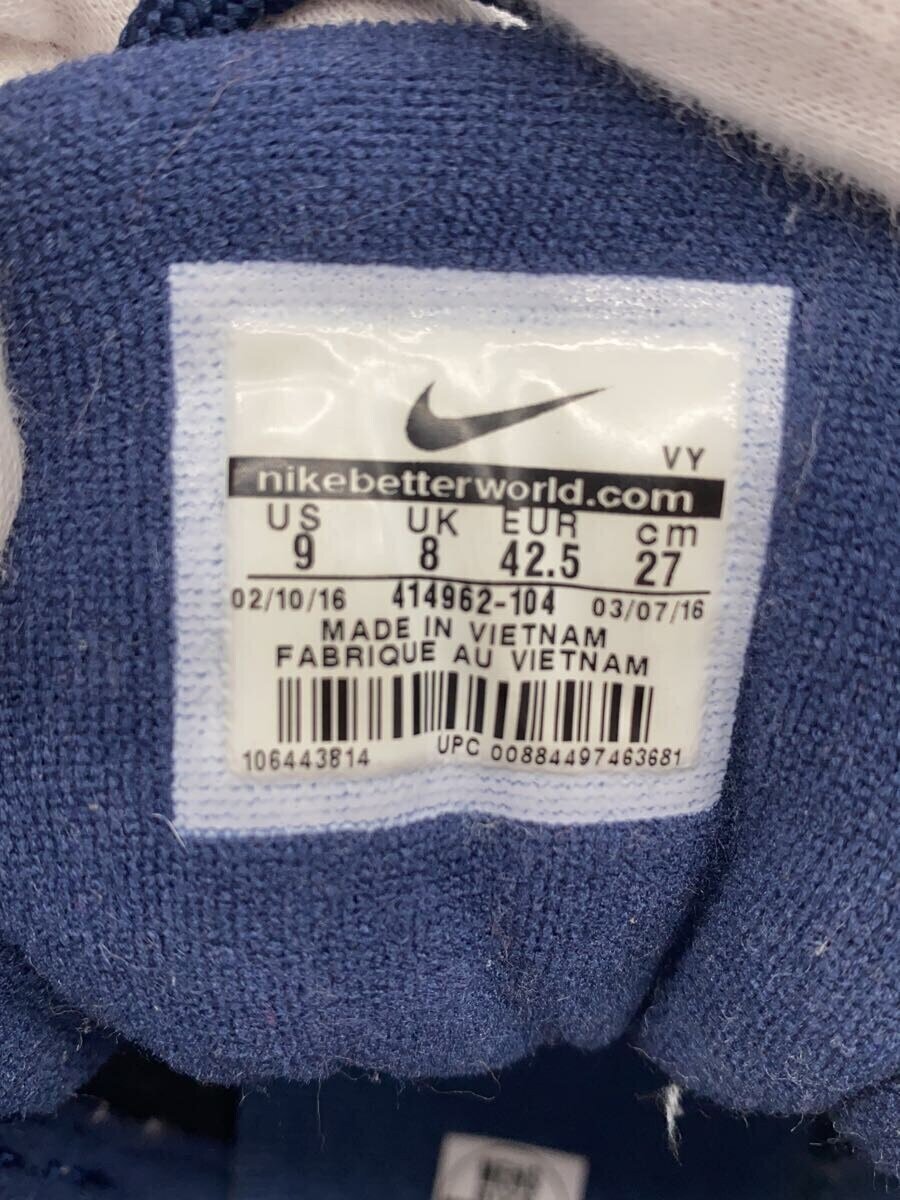 VY
nikebetterworld.com
US UK EUR cm
9 8 42.5 27
02/10/16 414962-104 03/07/16
MADE IN VIETNAM
FABRIQUE AU VIETNAM
106443814 UPC 00884497463681